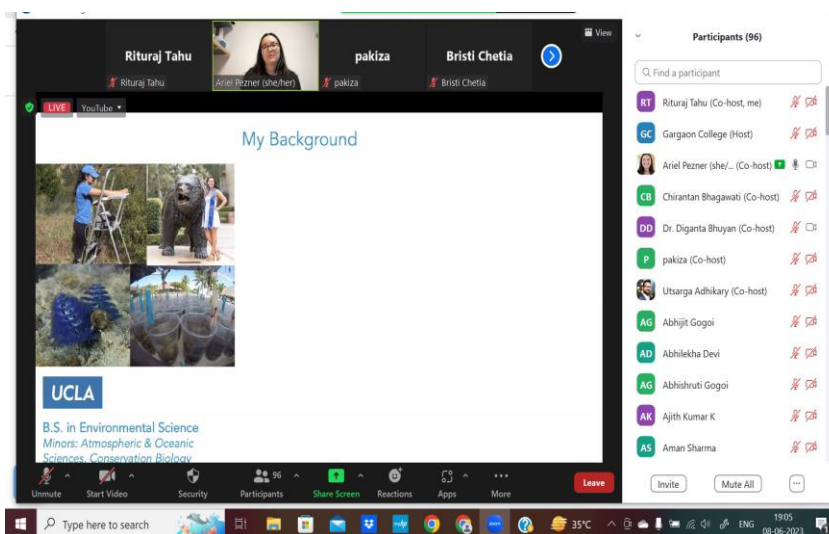 View
Rituraj Tahu
pakiza
Bristi Chetia
Rituraj Tahu
Ariel Pezner (she/her)
pakiza
Bristi Chetia
LIVE
YouTube
My Background
UCLA
B.S. in Environmental Science
Minors: Atmospheric & Oceanic
Sciences, Conservation Biology
Unmute
Start Video
Security
96
Participants
Share Screen
Reactions
Apps
More
Leave
Participants (96)
Find a participant
RT Rituraj Tahu (Co-host, me)
GC Gargaon College (Host)
Ariel Pezner (she/... (Co-host)
CB Chirantan Bhagawati (Co-host)
DD Dr. Diganta Bhuyan (Co-host)
P pakiza (Co-host)
Utsarga Adhikary (Co-host)
AG Abhijit Gogoi
AD Abhilekha Devi
AG Abhishruti Gogoi
AK Ajith Kumar K
AS Aman Sharma
Invite
Mute All
...
Type here to search
35°C
ENG
19:05
08-06-2023